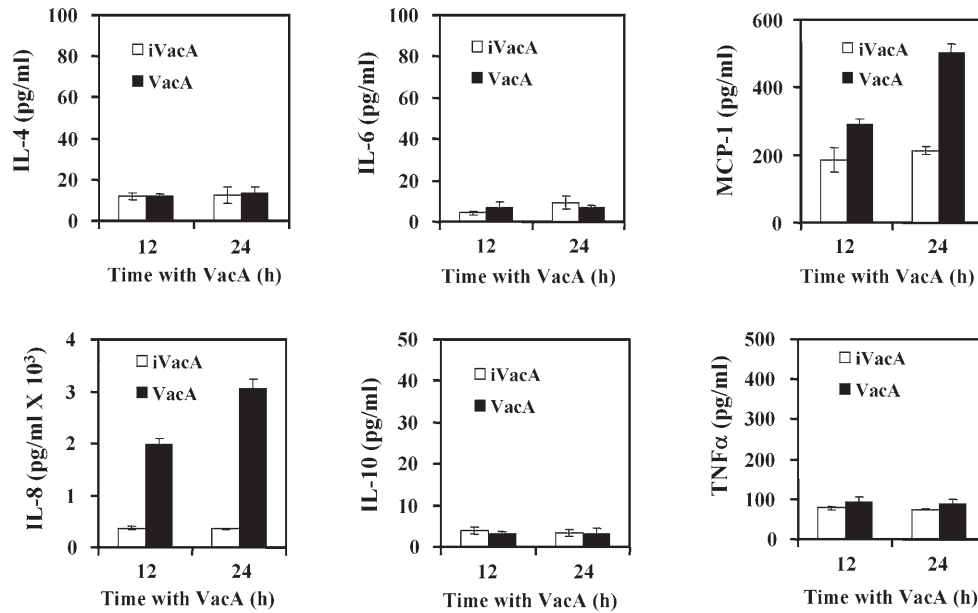 IL-4 (pg/ml)
100
80
60
40
20
0
iVacA
VacA
12 24
Time with VacA (h)
IL-6 (pg/ml)
100
80
60
40
20
0
iVacA
VacA
12 24
Time with VacA (h)
MCP-1 (pg/ml)
600
400
200
0
iVacA
VacA
12 24
Time with VacA (h)
IL-8 (pg/ml X 10³)
4
3
2
1
0
iVacA
VacA
12 24
Time with VacA (h)
IL-10 (pg/ml)
50
40
30
20
10
0
iVacA
VacA
12 24
Time with VacA (h)
TNFα (pg/ml)
500
400
300
200
100
0
iVacA
VacA
12 24
Time with VacA (h)